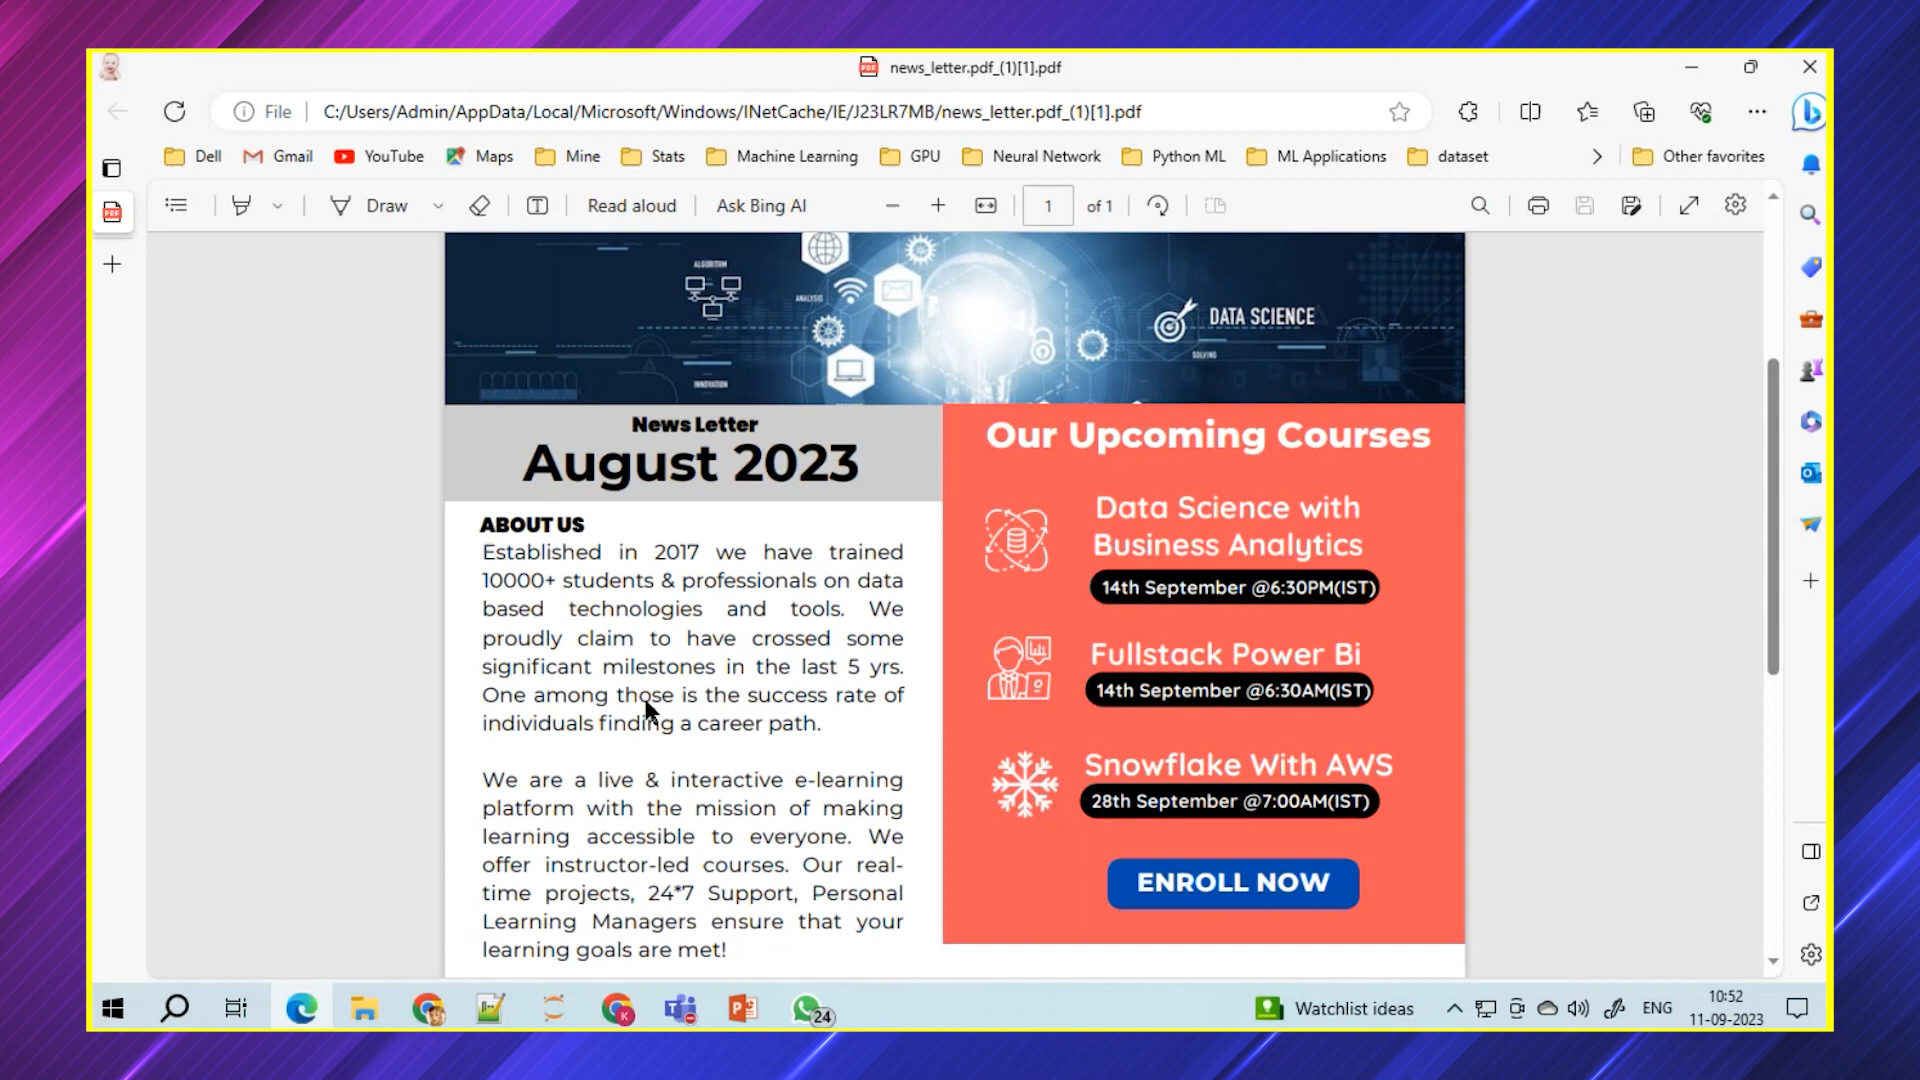 news_letter.pdf_(1)[1].pdf
File
C:/Users/Admin/AppData/Local/Microsoft/Windows/INetCache/IE/J23LR7MB/news_letter.pdf_(1)[1].pdf
Dell Gmail YouTube Maps Mine Stats Machine Learning GPU Neural Network Python ML ML Applications dataset Other favorites
Draw Read aloud Ask Bing AI 1 of 1
ALGORITHM
ANALYSIS
INNOVATION
DATA SCIENCE
SOLVING
News Letter
August 2023
ABOUT US
Established in 2017 we have trained
10000+ students & professionals on data
based technologies and tools. We
proudly claim to have crossed some
significant milestones in the last 5 yrs.
One among those is the success rate of
individuals finding a career path.
We are a live & interactive e-learning
platform with the mission of making
learning accessible to everyone. We
offer instructor-led courses. Our real-
time projects, 24*7 Support, Personal
Learning Managers ensure that your
learning goals are met!
Our Upcoming Courses
Data Science with
Business Analytics
14th September @6:30PM(IST)
Fullstack Power Bi
14th September @6:30AM(IST)
Snowflake With AWS
28th September @7:00AM(IST)
ENROLL NOW
24
Watchlist ideas
ENG
10:52
11-09-2023